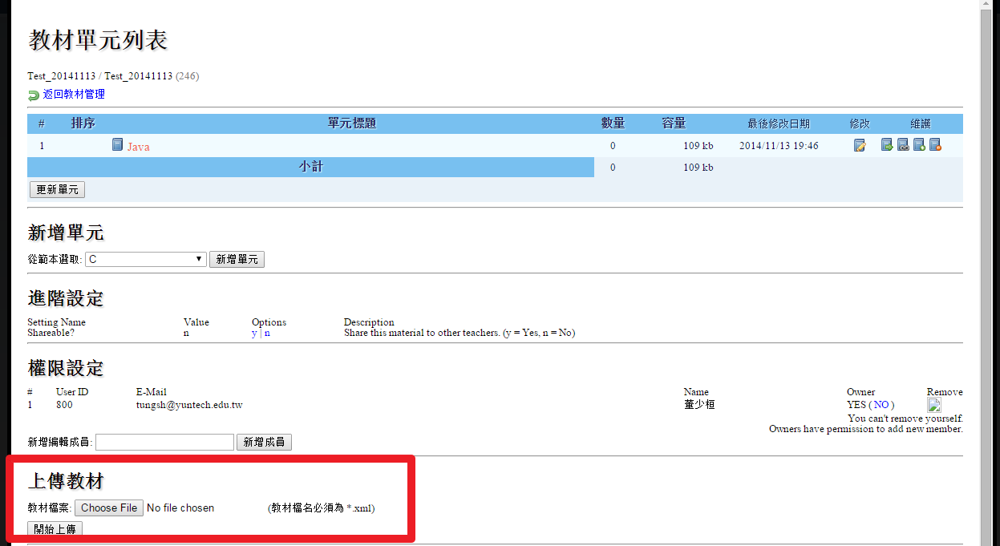 教材單元列表
Test_20141113 / Test_20141113 (246)
返回教材管理
# 排序 單元標題 數量 容量 最後修改日期 修改 維護
1 Java 0 109 kb 2014/11/13 19:46
小計 0 109 kb
更新單元
新增單元
從範本選取: C 新增單元
進階設定
Setting Name Value Options Description
Shareable? n y | n Share this material to other teachers. (y = Yes, n = No)
權限設定
# User ID E-Mail Name Owner Remove
1 800 tungsh@yuntech.edu.tw 董少桓 YES ( NO )
You can't remove yourself.
Owners have permission to add new member.
新增編輯成員: 新增成員
上傳教材
教材檔案: Choose File No file chosen (教材檔名必須為 *.xml)
開始上傳